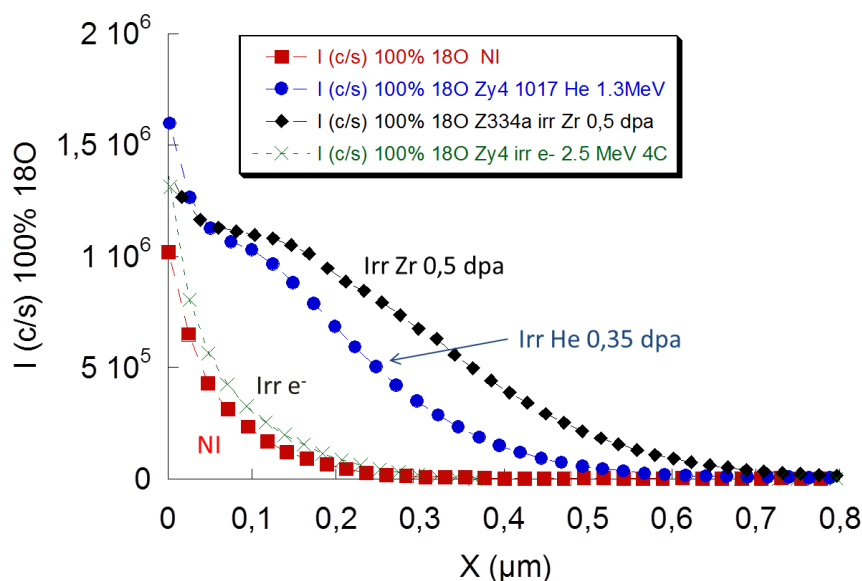 2 10⁶
I (c/s) 100% 18O  NI
I (c/s) 100% 18O Zy4 1017 He 1.3MeV
I (c/s) 100% 18O Z334a irr Zr 0,5 dpa
I (c/s) 100% 18O Zy4 irr e- 2.5 MeV 4C
1,5 10⁶
I (c/s) 100% 18O
1 10⁶
Irr Zr 0,5 dpa
Irr He 0,35 dpa
5 10⁵
Irr e⁻
NI
0
0 0,1 0,2 0,3 0,4 0,5 0,6 0,7 0,8
X (µm)